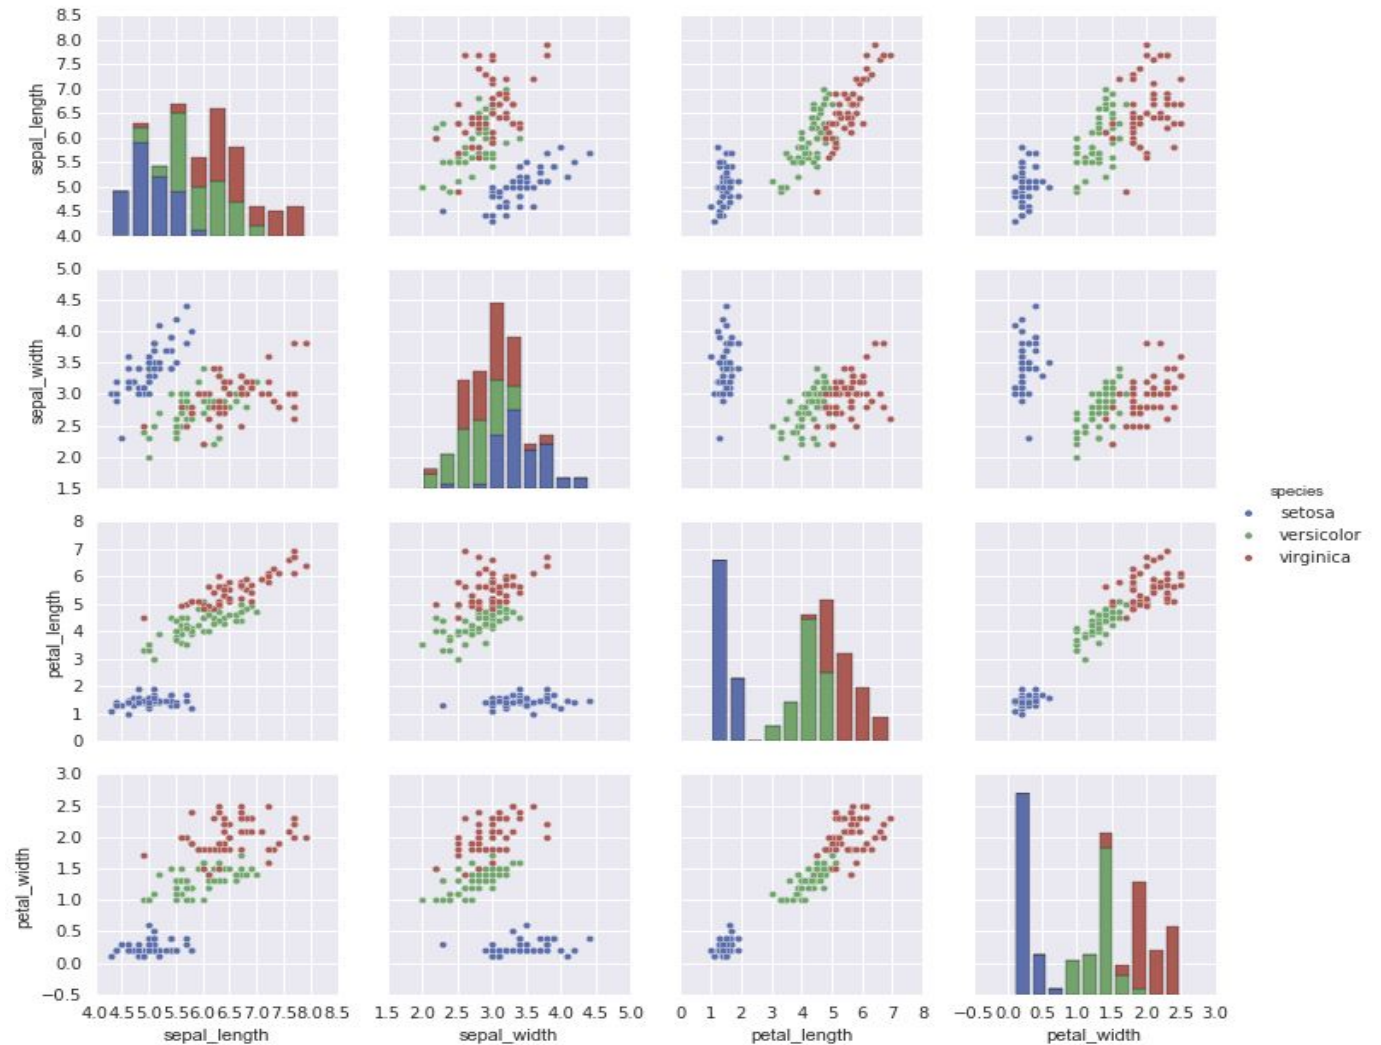 8.5
8.0
7.5
7.0
6.5
6.0
5.5
5.0
4.5
4.0
sepal_length
5.0
4.5
4.0
3.5
3.0
2.5
2.0
1.5
sepal_width
species
setosa
versicolor
virginica
8
7
6
5
4
3
2
1
0
petal_length
3.0
2.5
2.0
1.5
1.0
0.5
0.0
−0.5
petal_width
4.0 4.5 5.0 5.5 6.0 6.5 7.0 7.5 8.0 8.5
sepal_length
1.5 2.0 2.5 3.0 3.5 4.0 4.5 5.0
sepal_width
0 1 2 3 4 5 6 7 8
petal_length
−0.5 0.0 0.5 1.0 1.5 2.0 2.5 3.0
petal_width